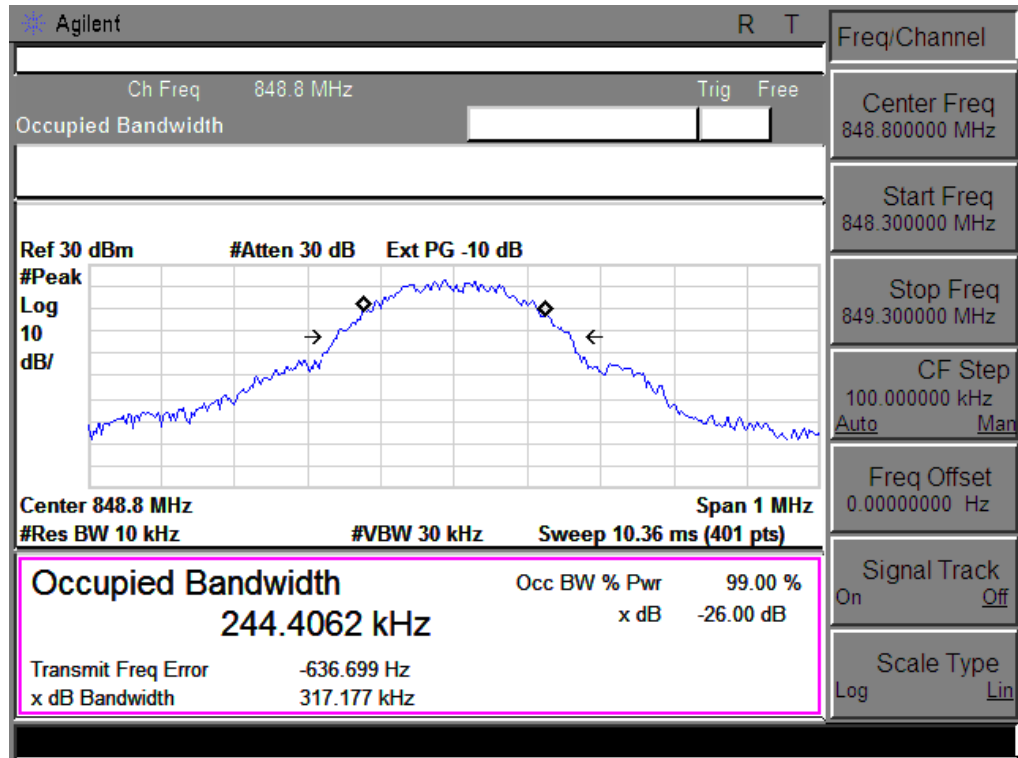 Agilent R T
Ch Freq 848.8 MHz Trig Free
Occupied Bandwidth
Ref 30 dBm #Atten 30 dB Ext PG -10 dB
#Peak
Log
10
dB/
Center 848.8 MHz Span 1 MHz
#Res BW 10 kHz #VBW 30 kHz Sweep 10.36 ms (401 pts)
Occupied Bandwidth Occ BW % Pwr 99.00 %
244.4062 kHz x dB -26.00 dB
Transmit Freq Error -636.699 Hz
x dB Bandwidth 317.177 kHz
Freq/Channel
Center Freq
848.800000 MHz
Start Freq
848.300000 MHz
Stop Freq
849.300000 MHz
CF Step
100.000000 kHz
Auto Man
Freq Offset
0.00000000 Hz
Signal Track
On Off
Scale Type
Log Lin